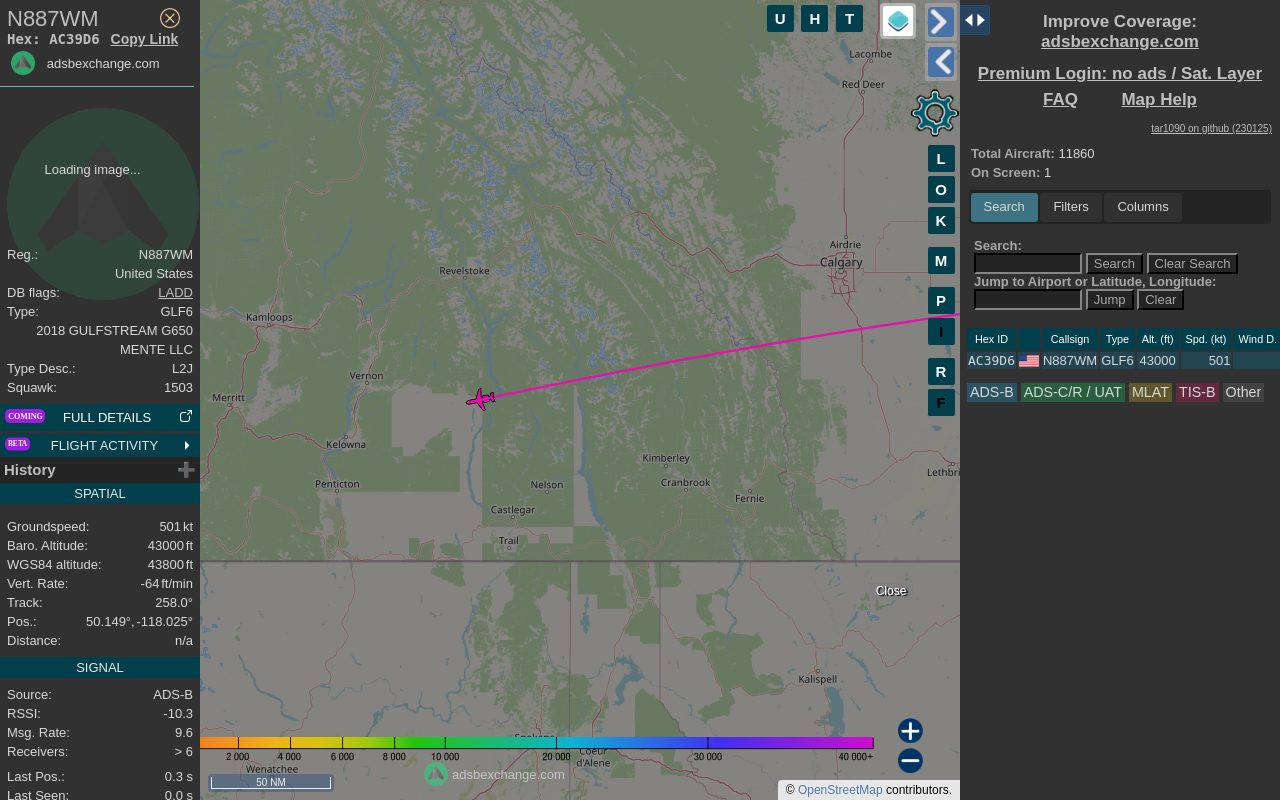 N887WM
Hex: AC39D6 Copy Link
adsbexchange.com
Loading image...
Reg.: N887WM
United States
DB flags: LADD
Type: GLF6
2018 GULFSTREAM G650
MENTE LLC
Type Desc.: L2J
Squawk: 1503
COMING FULL DETAILS
BETA FLIGHT ACTIVITY
History
SPATIAL
Groundspeed: 501 kt
Baro. Altitude: 43000 ft
WGS84 altitude: 43800 ft
Vert. Rate: -64 ft/min
Track: 258.0°
Pos.: 50.149°, -118.025°
Distance: n/a
SIGNAL
Source: ADS-B
RSSI: -10.3
Msg. Rate: 9.6
Receivers: > 6
Last Pos.: 0.3 s
Last Seen: 0.0 s
U H T
Lacombe
Red Deer
L
O
K
M
P
I
R
F
Airdrie
Calgary
Revelstoke
Kamloops
Vernon
Merritt
Kelowna
Kimberley
Penticton
Nelson
Cranbrook
Fernie
Lethbri
Castlegar
Trail
Close
Kalispell
Spokane
Coeur
d'Alene
2 000 4 000 6 000 8 000 10 000 20 000 30 000 40 000+
Wenatchee
adsbexchange.com
50 NM
© OpenStreetMap contributors.
Improve Coverage:
adsbexchange.com
Premium Login: no ads / Sat. Layer
FAQ Map Help
tar1090 on github (230125)
Total Aircraft: 11860
On Screen: 1
Search Filters Columns
Search:
Search Clear Search
Jump to Airport or Latitude, Longitude:
Jump Clear
Hex ID Callsign Type Alt. (ft) Spd. (kt) Wind D.
AC39D6 N887WM GLF6 43000 501
ADS-B ADS-C/R / UAT MLAT TIS-B Other